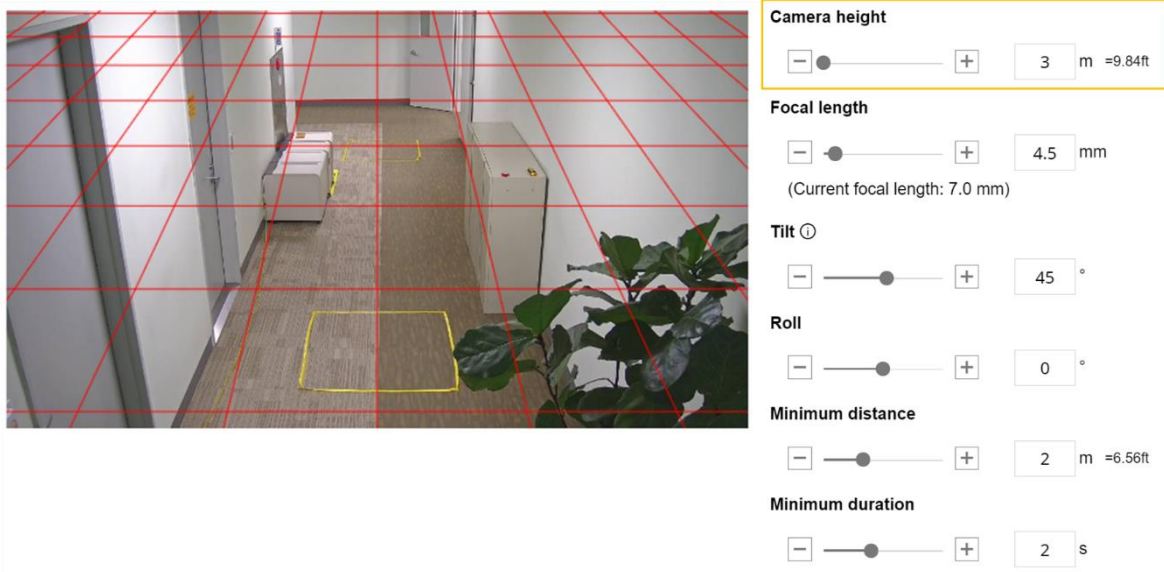 Camera height
3 m =9.84ft
Focal length
4.5 mm
(Current focal length: 7.0 mm)
Tilt ⓘ
45 °
Roll
0 °
Minimum distance
2 m =6.56ft
Minimum duration
2 s